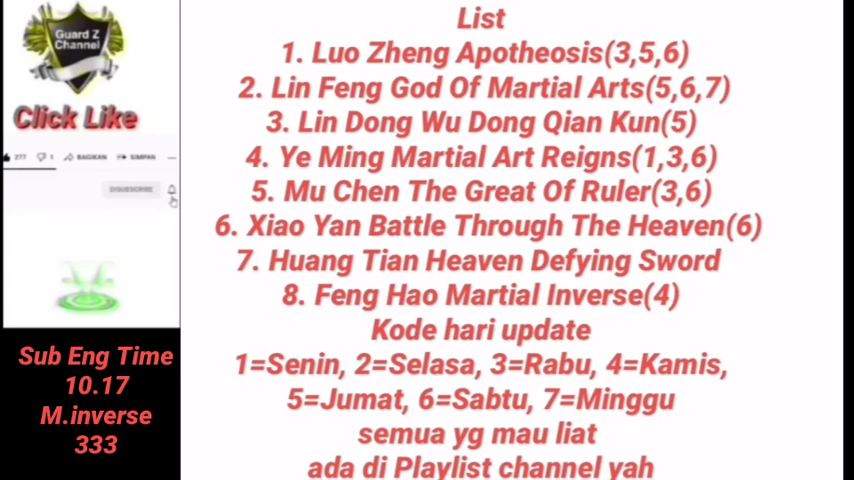 Guard Z
Channel
Click Like
277 1 BAGIKAN SIMPAN
DISUBSCRIBE
Sub Eng Time
10.17
M.inverse
333
List
1. Luo Zheng Apotheosis(3,5,6)
2. Lin Feng God Of Martial Arts(5,6,7)
3. Lin Dong Wu Dong Qian Kun(5)
4. Ye Ming Martial Art Reigns(1,3,6)
5. Mu Chen The Great Of Ruler(3,6)
6. Xiao Yan Battle Through The Heaven(6)
7. Huang Tian Heaven Defying Sword
8. Feng Hao Martial Inverse(4)
Kode hari update
1=Senin, 2=Selasa, 3=Rabu, 4=Kamis,
5=Jumat, 6=Sabtu, 7=Minggu
semua yg mau liat
ada di Playlist channel yah